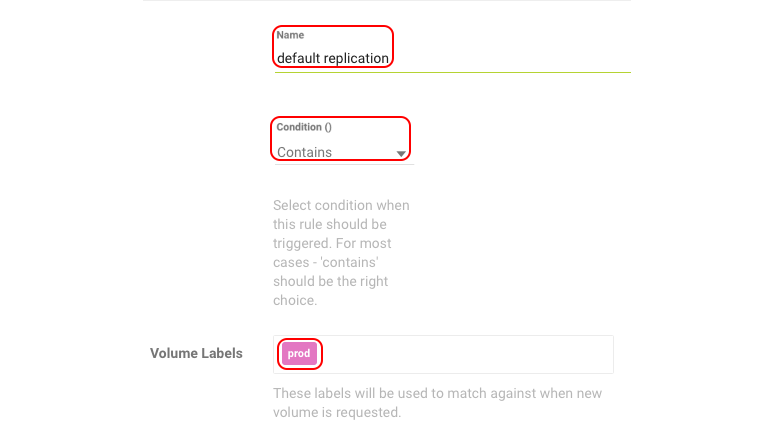 Name
default replication
Condition ()
Contains
Select condition when
this rule should be
triggered. For most
cases - 'contains'
should be the right
choice.
Volume Labels
prod
These labels will be used to match against when new
volume is requested.